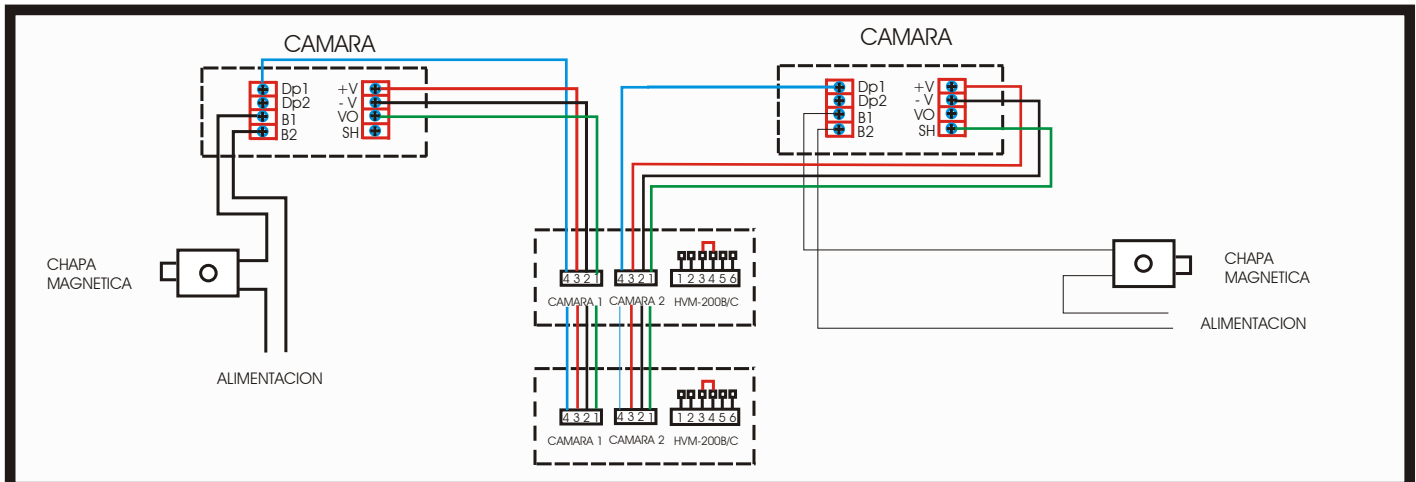 CAMARA
Dp1
Dp2
B1
B2
+V
- V
VO
SH
CAMARA
Dp1
Dp2
B1
B2
+V
- V
VO
SH
CHAPA
MAGNETICA
ALIMENTACION
4 3 2 1
CAMARA 1
4 3 2 1
CAMARA 2
1 2 3 4 5 6
HVM-200B/C
CHAPA
MAGNETICA
ALIMENTACION
4 3 2 1
CAMARA 1
4 3 2 1
CAMARA 2
1 2 3 4 5 6
HVM-200B/C